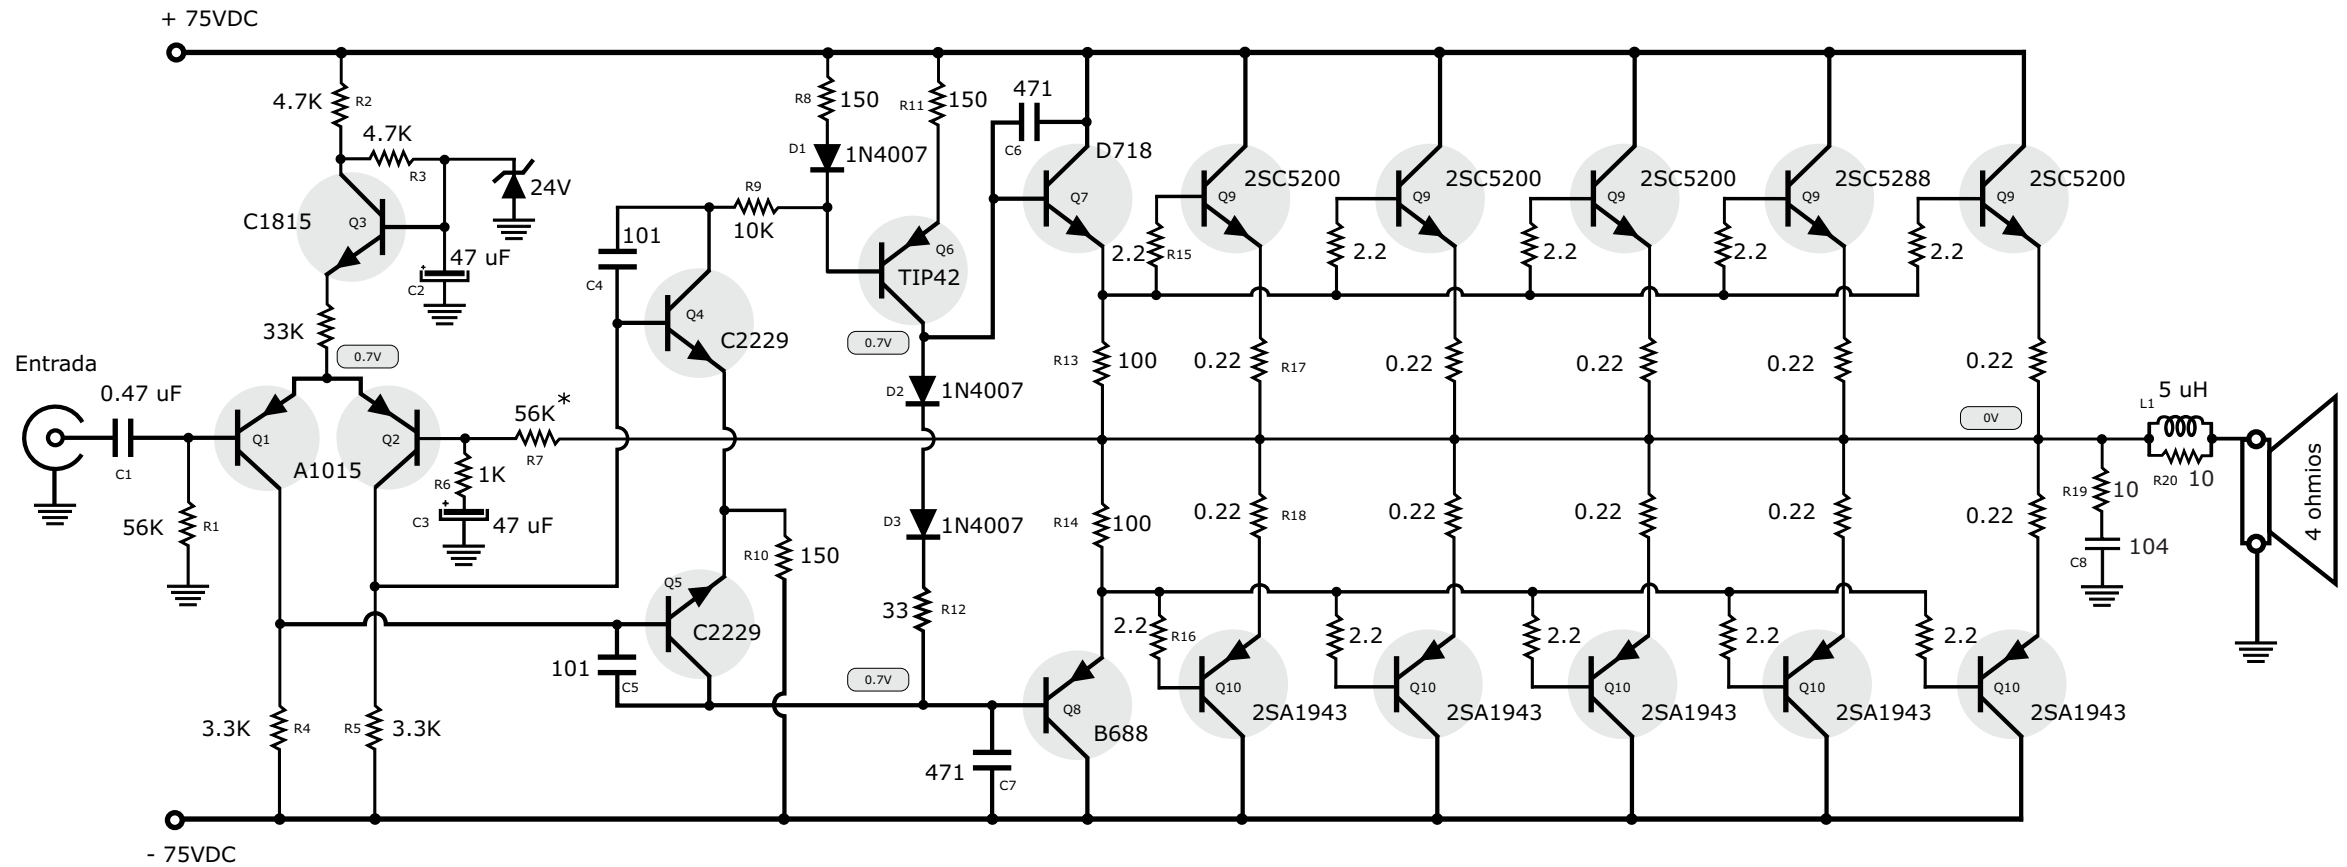 + 75VDC
4.7K R2
4.7K
R3
24V
C1815 Q3
47 uF
C2
33K
0.7V
Entrada
0.47 uF
C1
Q1
Q2
A1015
56K R1
56K*
R7
R6 1K
C3 47 uF
3.3K R4
R5 3.3K
- 75VDC
R8 150
D1 1N4007
R9
10K
101
C4
Q4
C2229
R11 150
Q6
TIP42
0.7V
D2 1N4007
D3 1N4007
R10 150
33 R12
Q5
C2229
101
C5
0.7V
471
C6
D718
Q7
R13 100
R14 100
Q8
B688
471
C7
2SC5200
Q9
2.2 R15
2SC5200
Q9
2.2
2SC5200
Q9
2.2
2SC5288
Q9
2.2
2SC5200
Q9
2.2
0.22 R17
0.22
0.22
0.22
0.22
0V
0.22 R18
0.22
0.22
0.22
0.22
2.2 R16
Q10
2SA1943
2.2
Q10
2SA1943
2.2
Q10
2SA1943
2.2
Q10
2SA1943
2.2
Q10
2SA1943
L1 5 uH
R20 10
R19 10
C8 104
4 ohmios